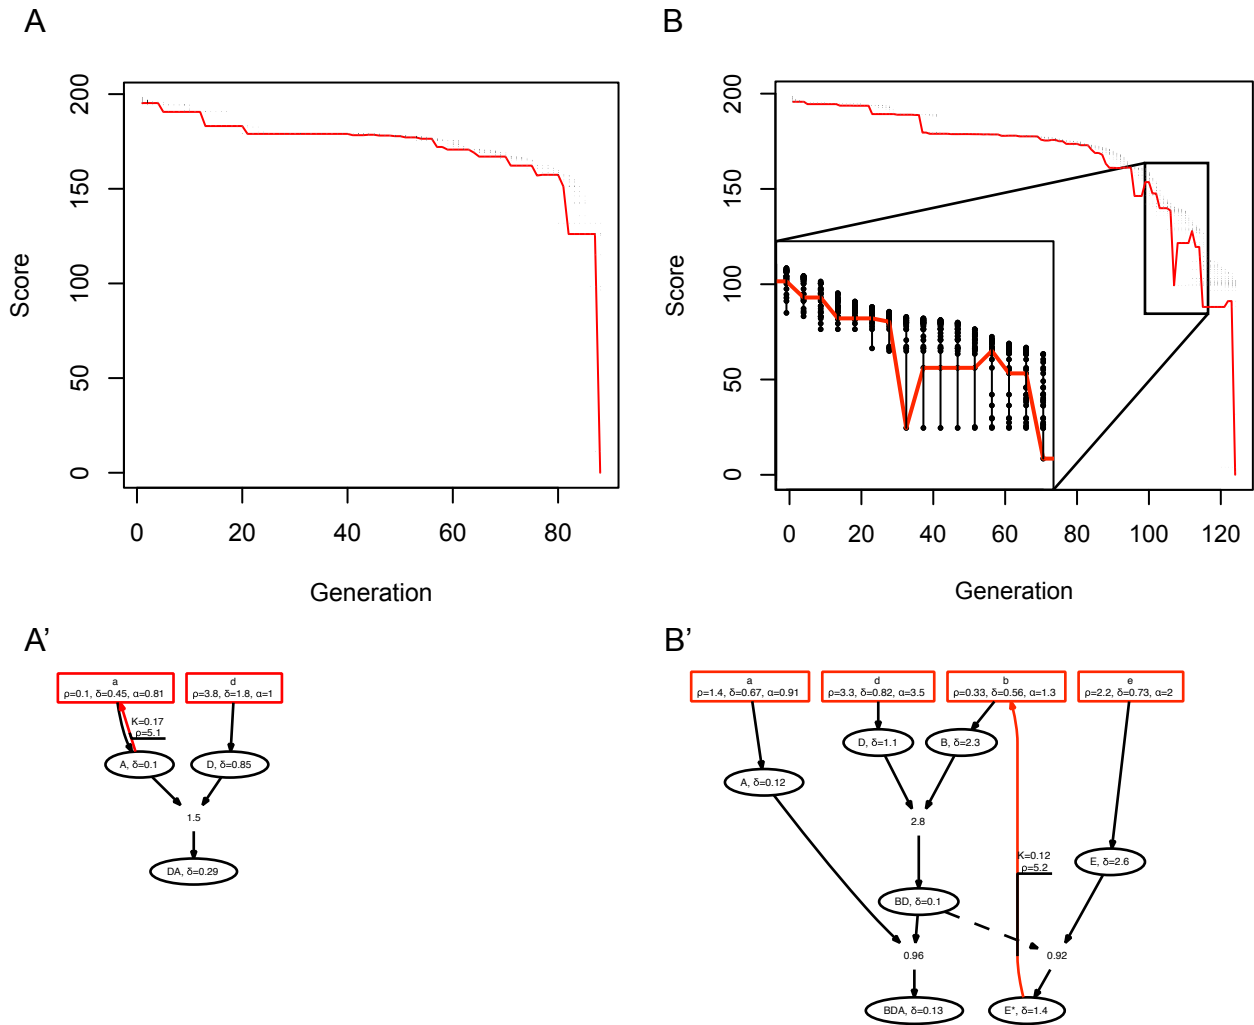 A
B
200
150
100
50
0
Score
0
20
40
60
80
Generation
200
150
100
50
0
Score
0
20
40
60
80
100
120
Generation
A'
a
ρ=0.1, δ=0.45, α=0.81
d
ρ=3.8, δ=1.8, α=1
K=0.17
ρ=5.1
A, δ=0.1
D, δ=0.85
1.5
DA, δ=0.29
B'
a
ρ=1.4, δ=0.67, α=0.91
d
ρ=3.3, δ=0.82, α=3.5
b
ρ=0.33, δ=0.56, α=1.3
e
ρ=2.2, δ=0.73, α=2
D, δ=1.1
B, δ=2.3
A, δ=0.12
2.8
K=0.12
ρ=5.2
E, δ=2.6
BD, δ=0.1
0.96
0.92
BDA, δ=0.13
E*, δ=1.4